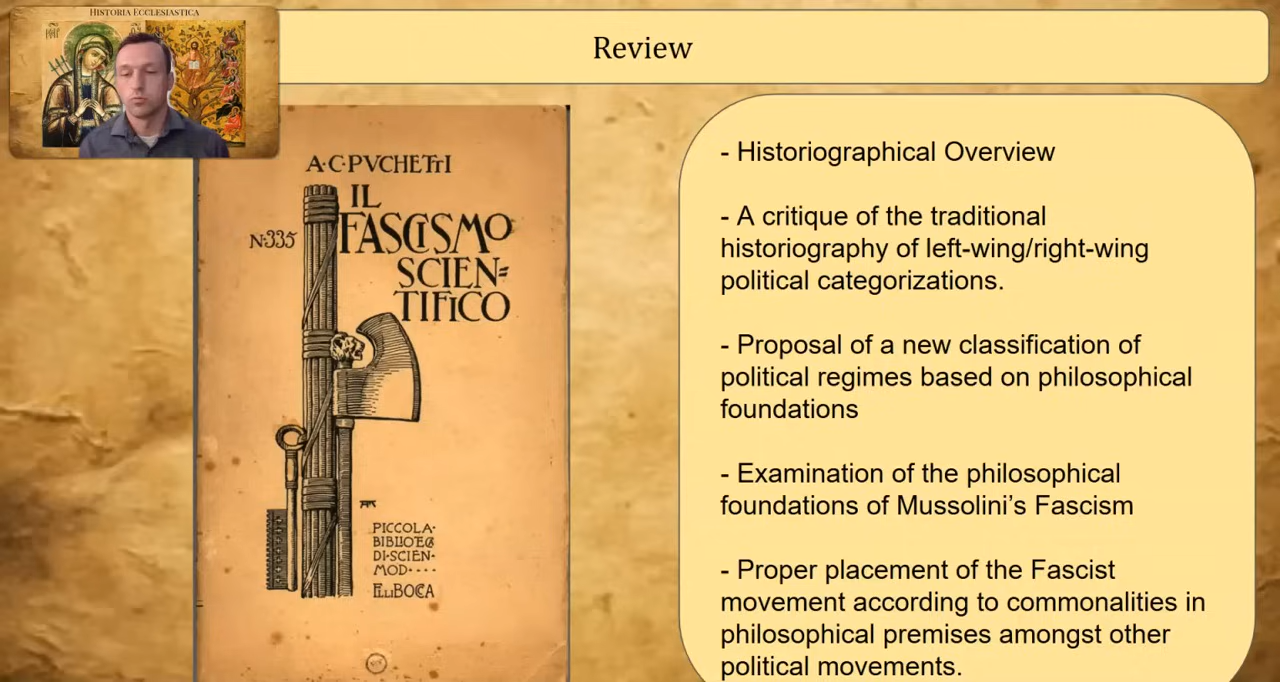 HISTORIA ECCLESIASTICA
Review
A·C·PVCHETTI
IL
FASCISMO
SCIEN=
TIFICO
N:335
PICCOLA·
DI·SCIEN·
MOD····
F.LLI BOCCA
- Historiographical Overview
- A critique of the traditional
historiography of left-wing/right-wing
political categorizations.
- Proposal of a new classification of
political regimes based on philosophical
foundations
- Examination of the philosophical
foundations of Mussolini’s Fascism
- Proper placement of the Fascist
movement according to commonalities in
philosophical premises amongst other
political movements.